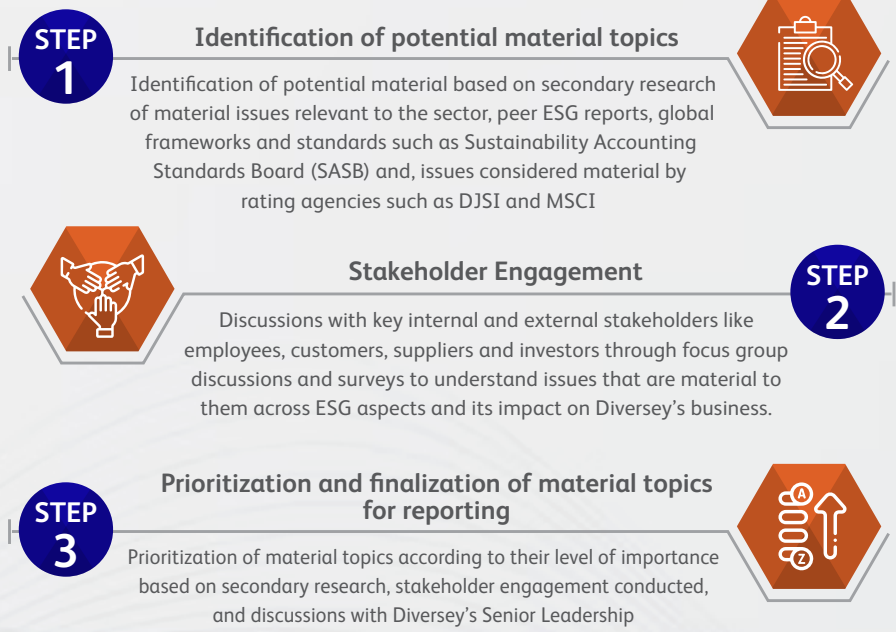 STEP
1
Identification of potential material topics
Identification of potential material based on secondary research
of material issues relevant to the sector, peer ESG reports, global
frameworks and standards such as Sustainability Accounting
Standards Board (SASB) and, issues considered material by
rating agencies such as DJSI and MSCI
Stakeholder Engagement
STEP
2
Discussions with key internal and external stakeholders like
employees, customers, suppliers and investors through focus group
discussions and surveys to understand issues that are material to
them across ESG aspects and its impact on Diversey’s business.
STEP
3
Prioritization and finalization of material topics
for reporting
Prioritization of material topics according to their level of importance
based on secondary research, stakeholder engagement conducted,
and discussions with Diversey’s Senior Leadership
A
Z